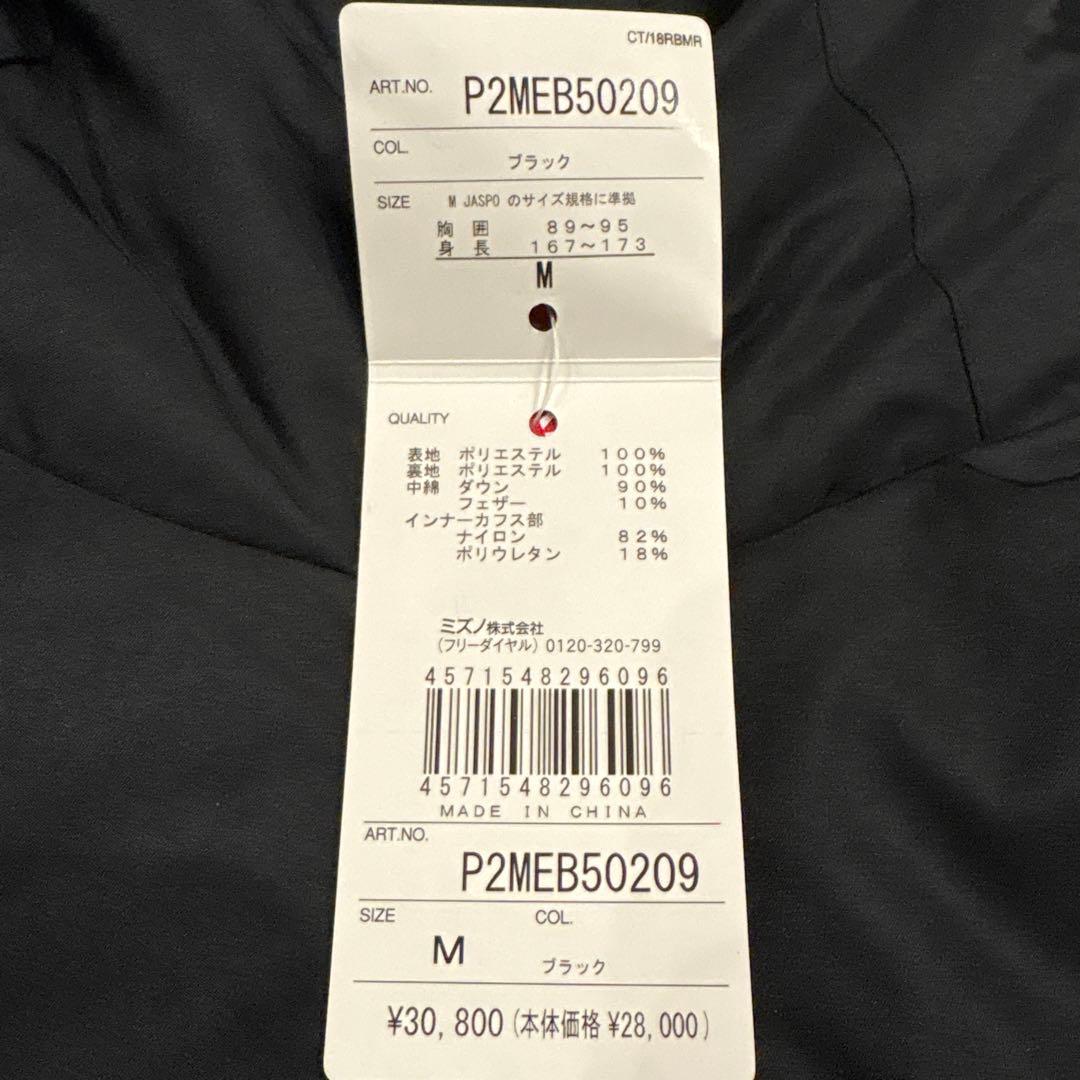 CT/18RBMR
ART.NO. P2MEB50209
COL. ブラック
SIZE M JASPO のサイズ規格に準拠
胸 囲 89〜95
身 長 167〜173
M
QUALITY
表地 ポリエステル 100%
裏地 ポリエステル 100%
中綿 ダウン 90%
フェザー 10%
インナーカフス部
ナイロン 82%
ポリウレタン 18%
ミズノ株式会社
(フリーダイヤル) 0120-320-799
4571548296096
4571548296096
MADE IN CHINA
ART.NO.
P2MEB50209
SIZE COL.
M ブラック
¥30,800 (本体価格 ¥28,000)